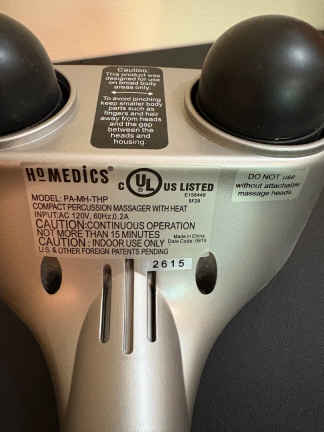 Caution:
This product was
designed for use
on broad body
areas only.
To avoid pinching
keep smaller body
parts such as
fingers and hair
away from heads
and the gap
between the
heads and
housing.
HoMEDiCS®
C UL US LISTED
E156449
5F29
DO NOT use
without attachable
massage heads.
MODEL: PA-MH-THP
COMPACT PERCUSSION MASSAGER WITH HEAT
INPUT:AC 120V, 60Hz,0.2A
CAUTION:CONTINUOUS OPERATION
NOT MORE THAN 15 MINUTES
CAUTION : INDOOR USE ONLY
Made in China
Date Code:
U.S. & OTHER FOREIGN PATENTS PENDING
2615